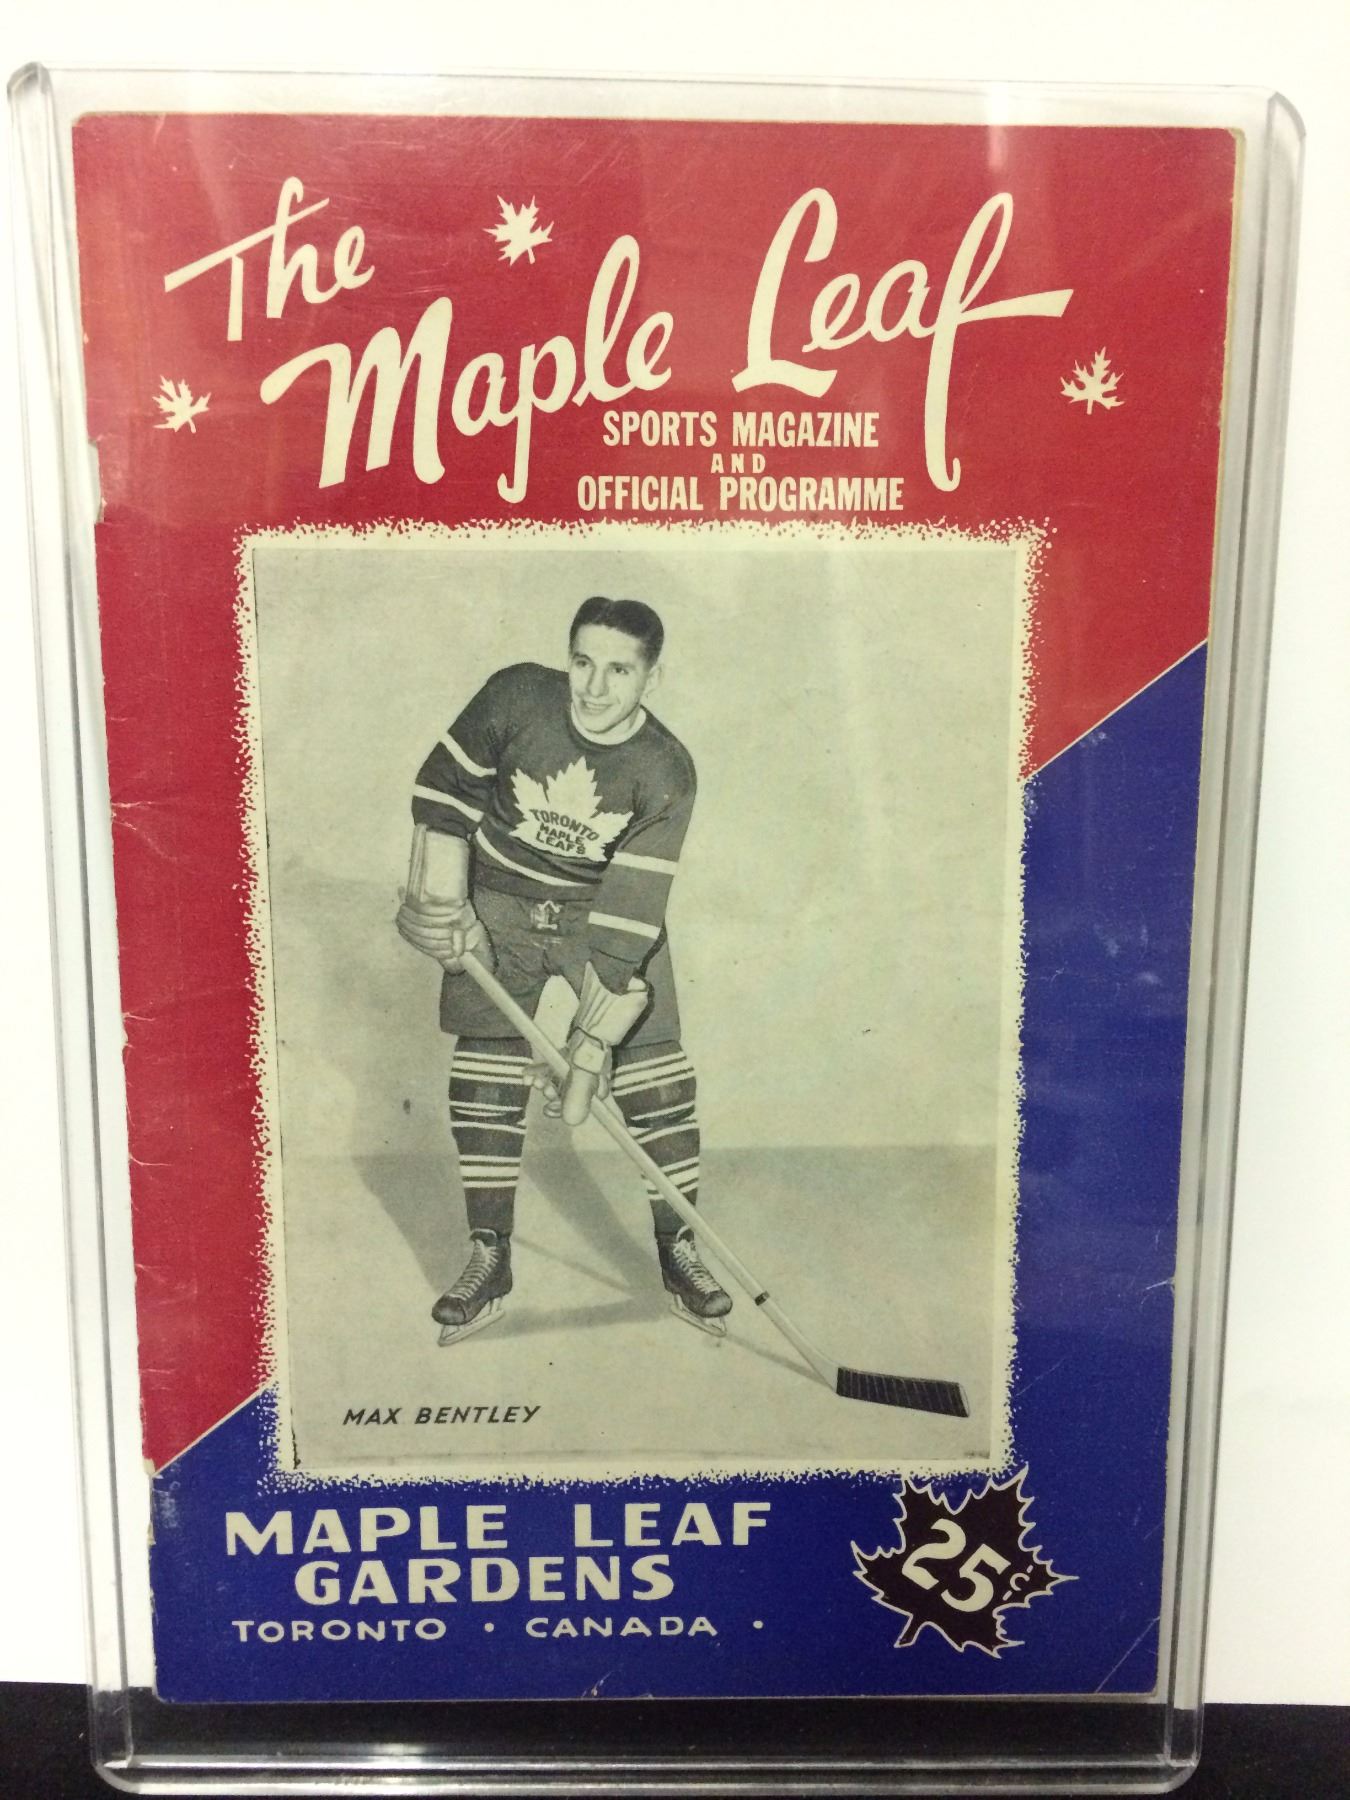 The
Maple Leaf
SPORTS MAGAZINE
AND
OFFICIAL PROGRAMME
TORONTO
MAPLE
LEAFS
MAX BENTLEY
MAPLE LEAF
GARDENS
TORONTO • CANADA •
25¢